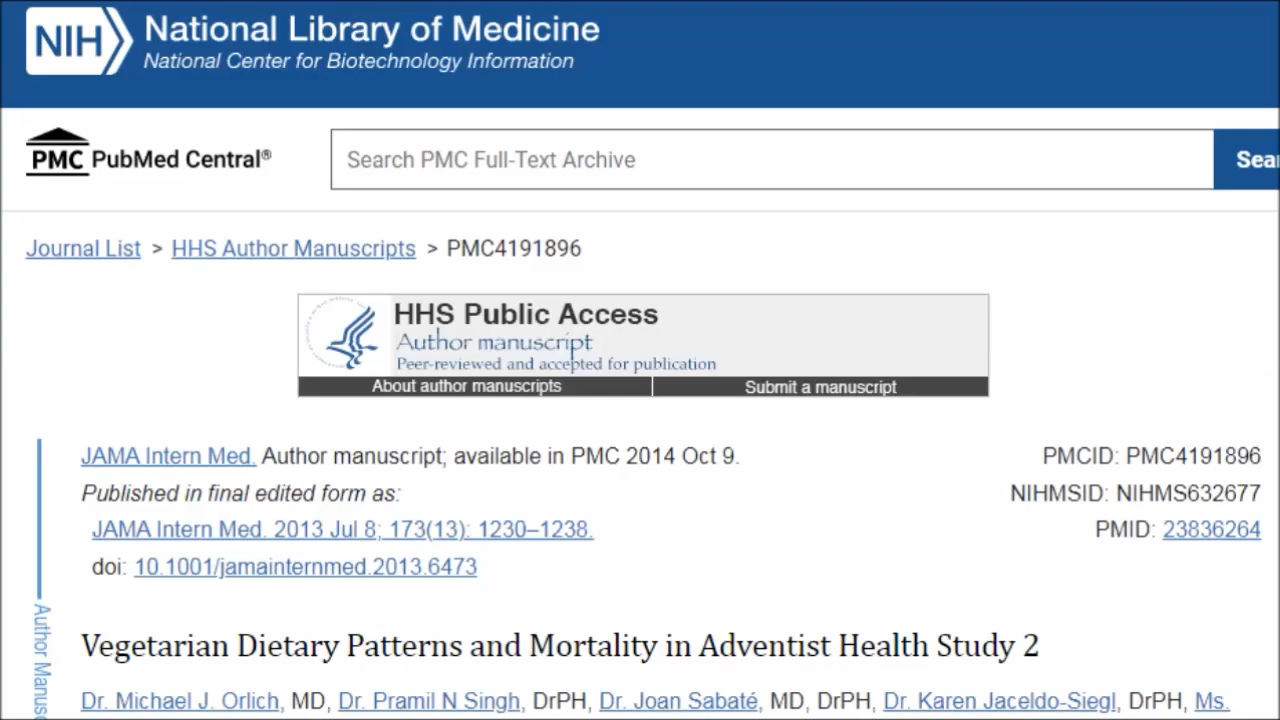 NIH National Library of Medicine
National Center for Biotechnology Information
PMC PubMed Central®
Search PMC Full-Text Archive
Journal List > HHS Author Manuscripts > PMC4191896
HHS Public Access
Author manuscript
Peer-reviewed and accepted for publication
About author manuscripts
Submit a manuscript
JAMA Intern Med. Author manuscript; available in PMC 2014 Oct 9.
PMCID: PMC4191896
Published in final edited form as:
NIHMSID: NIHMS632677
JAMA Intern Med. 2013 Jul 8; 173(13): 1230–1238.
PMID: 23836264
doi: 10.1001/jamainternmed.2013.6473
Vegetarian Dietary Patterns and Mortality in Adventist Health Study 2
Dr. Michael J. Orlich, MD, Dr. Pramil N Singh, DrPH, Dr. Joan Sabaté, MD, DrPH, Dr. Karen Jaceldo-Siegl, DrPH, Ms.
Author